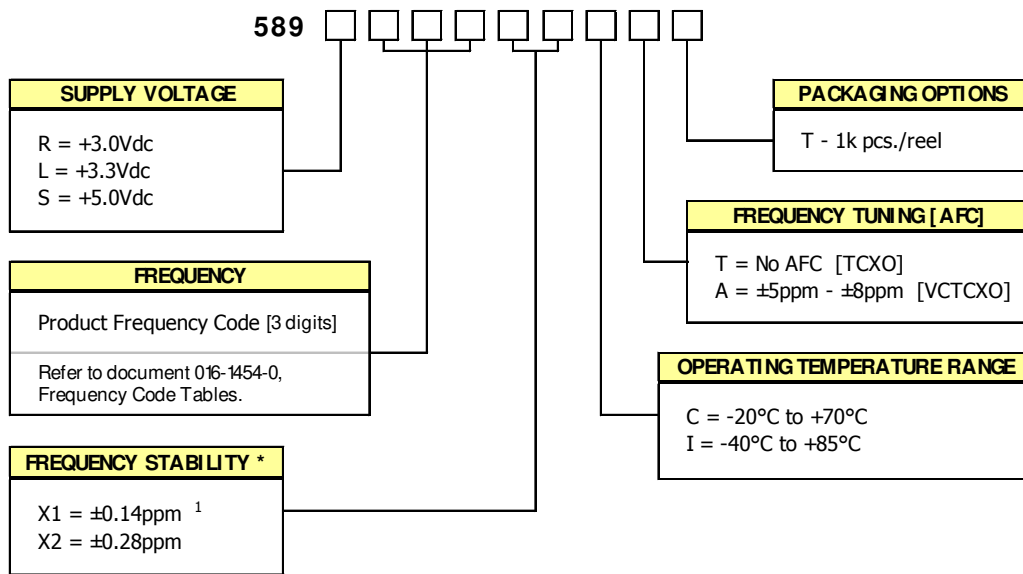 589
SUPPLY VOLTAGE
R = +3.0Vdc
L = +3.3Vdc
S = +5.0Vdc
FREQUENCY
Product Frequency Code [3 digits]
Refer to document 016-1454-0,
Frequency Code Tables.
FREQUENCY STABILITY *
X1 = ±0.14ppm 1
X2 = ±0.28ppm
PACKAGING OPTIONS
T - 1k pcs./reel
FREQUENCY TUNING [AFC]
T = No AFC [TCXO]
A = ±5ppm - ±8ppm [VCTCXO]
OPERATING TEMPERATURE RANGE
C = -20°C to +70°C
I = -40°C to +85°C